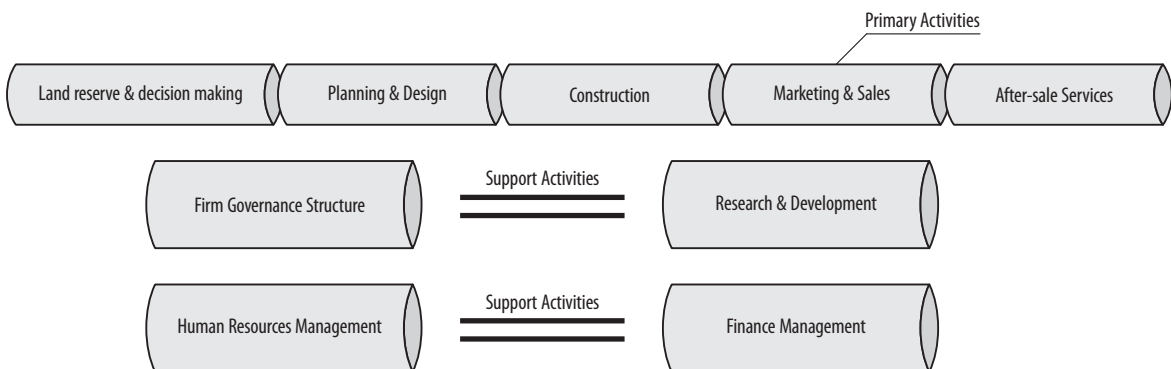 Primary Activities
Land reserve & decision making
Planning & Design
Construction
Marketing & Sales
After-sale Services
Firm Governance Structure
Support Activities
Research & Development
Human Resources Management
Support Activities
Finance Management